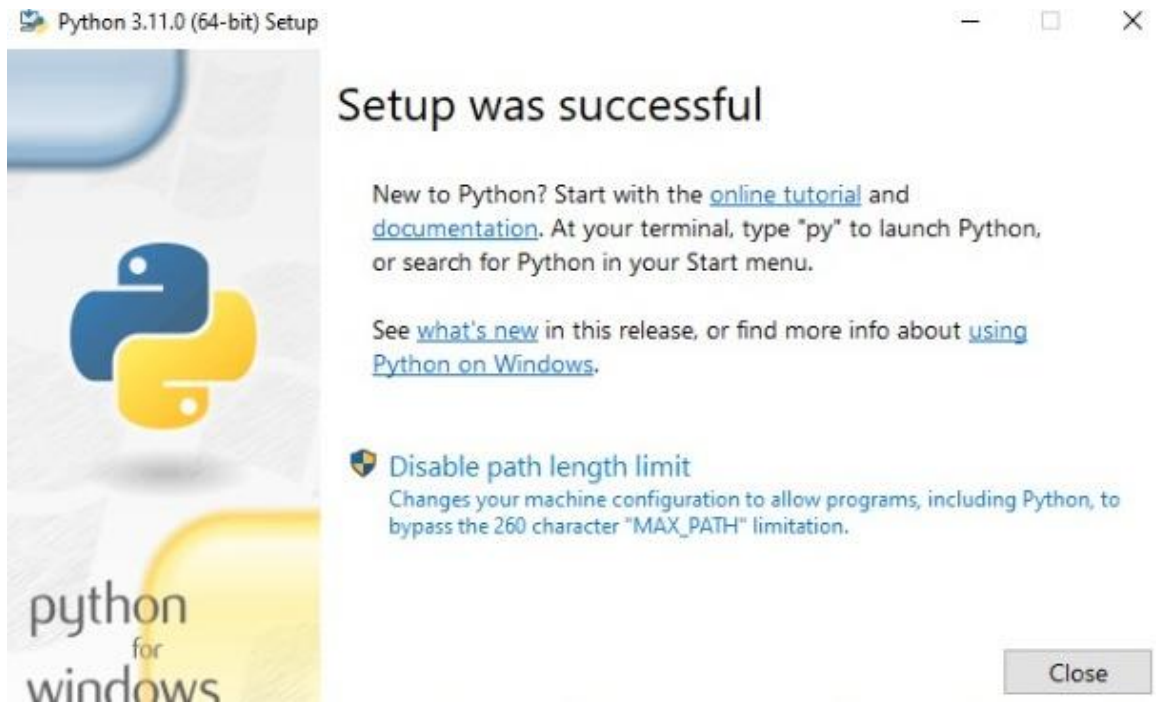 Python 3.11.0 (64-bit) Setup
Setup was successful
New to Python? Start with the online tutorial and
documentation. At your terminal, type "py" to launch Python,
or search for Python in your Start menu.
See what's new in this release, or find more info about using
Python on Windows.
Disable path length limit
Changes your machine configuration to allow programs, including Python, to
bypass the 260 character "MAX_PATH" limitation.
python
for
windows
Close